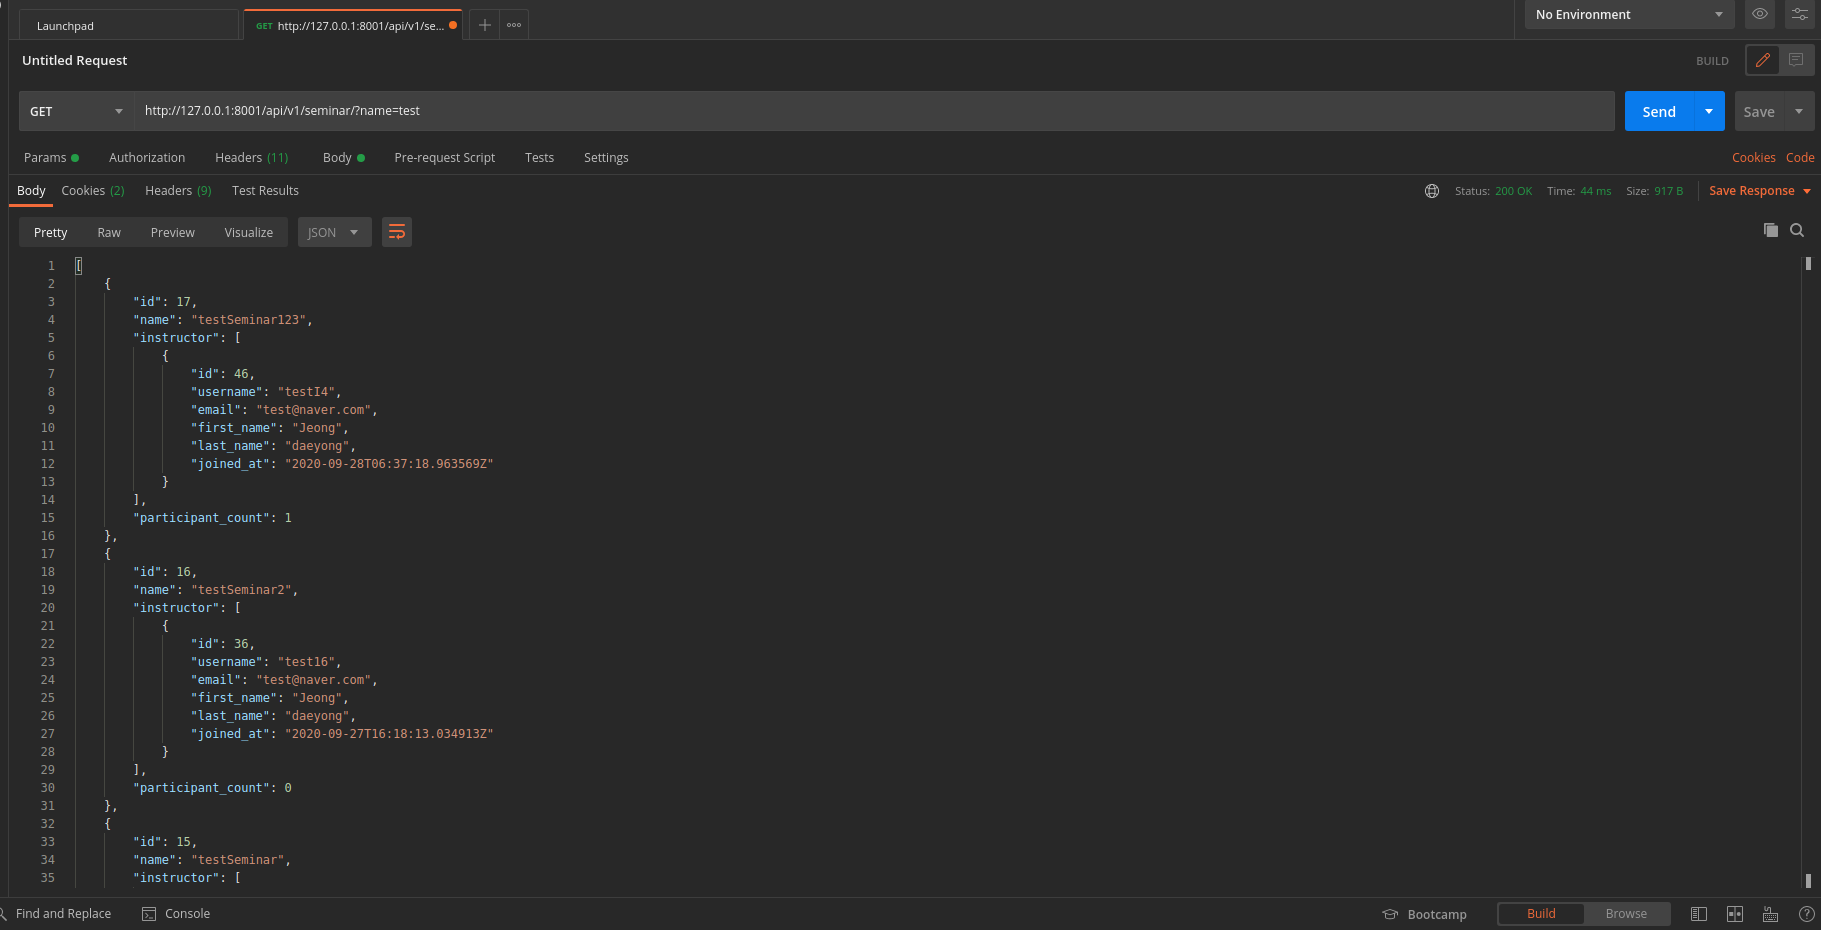 Launchpad
GET http://127.0.0.1:8001/api/v1/se...
No Environment
Untitled Request
BUILD
GET
http://127.0.0.1:8001/api/v1/seminar/?name=test
Send
Save
Params Authorization Headers (11) Body Pre-request Script Tests Settings
Cookies Code
Body Cookies (2) Headers (9) Test Results
Status: 200 OK Time: 44 ms Size: 917 B Save Response
Pretty Raw Preview Visualize JSON
1 [
2 {
3 "id": 17,
4 "name": "testSeminar123",
5 "instructor": [
6 {
7 "id": 46,
8 "username": "testI4",
9 "email": "test@naver.com",
10 "first_name": "Jeong",
11 "last_name": "daeyong",
12 "joined_at": "2020-09-28T06:37:18.963569Z"
13 }
14 ],
15 "participant_count": 1
16 },
17 {
18 "id": 16,
19 "name": "testSeminar2",
20 "instructor": [
21 {
22 "id": 36,
23 "username": "test16",
24 "email": "test@naver.com",
25 "first_name": "Jeong",
26 "last_name": "daeyong",
27 "joined_at": "2020-09-27T16:18:13.034913Z"
28 }
29 ],
30 "participant_count": 0
31 },
32 {
33 "id": 15,
34 "name": "testSeminar",
35 "instructor": [
Find and Replace Console
Bootcamp Build Browse